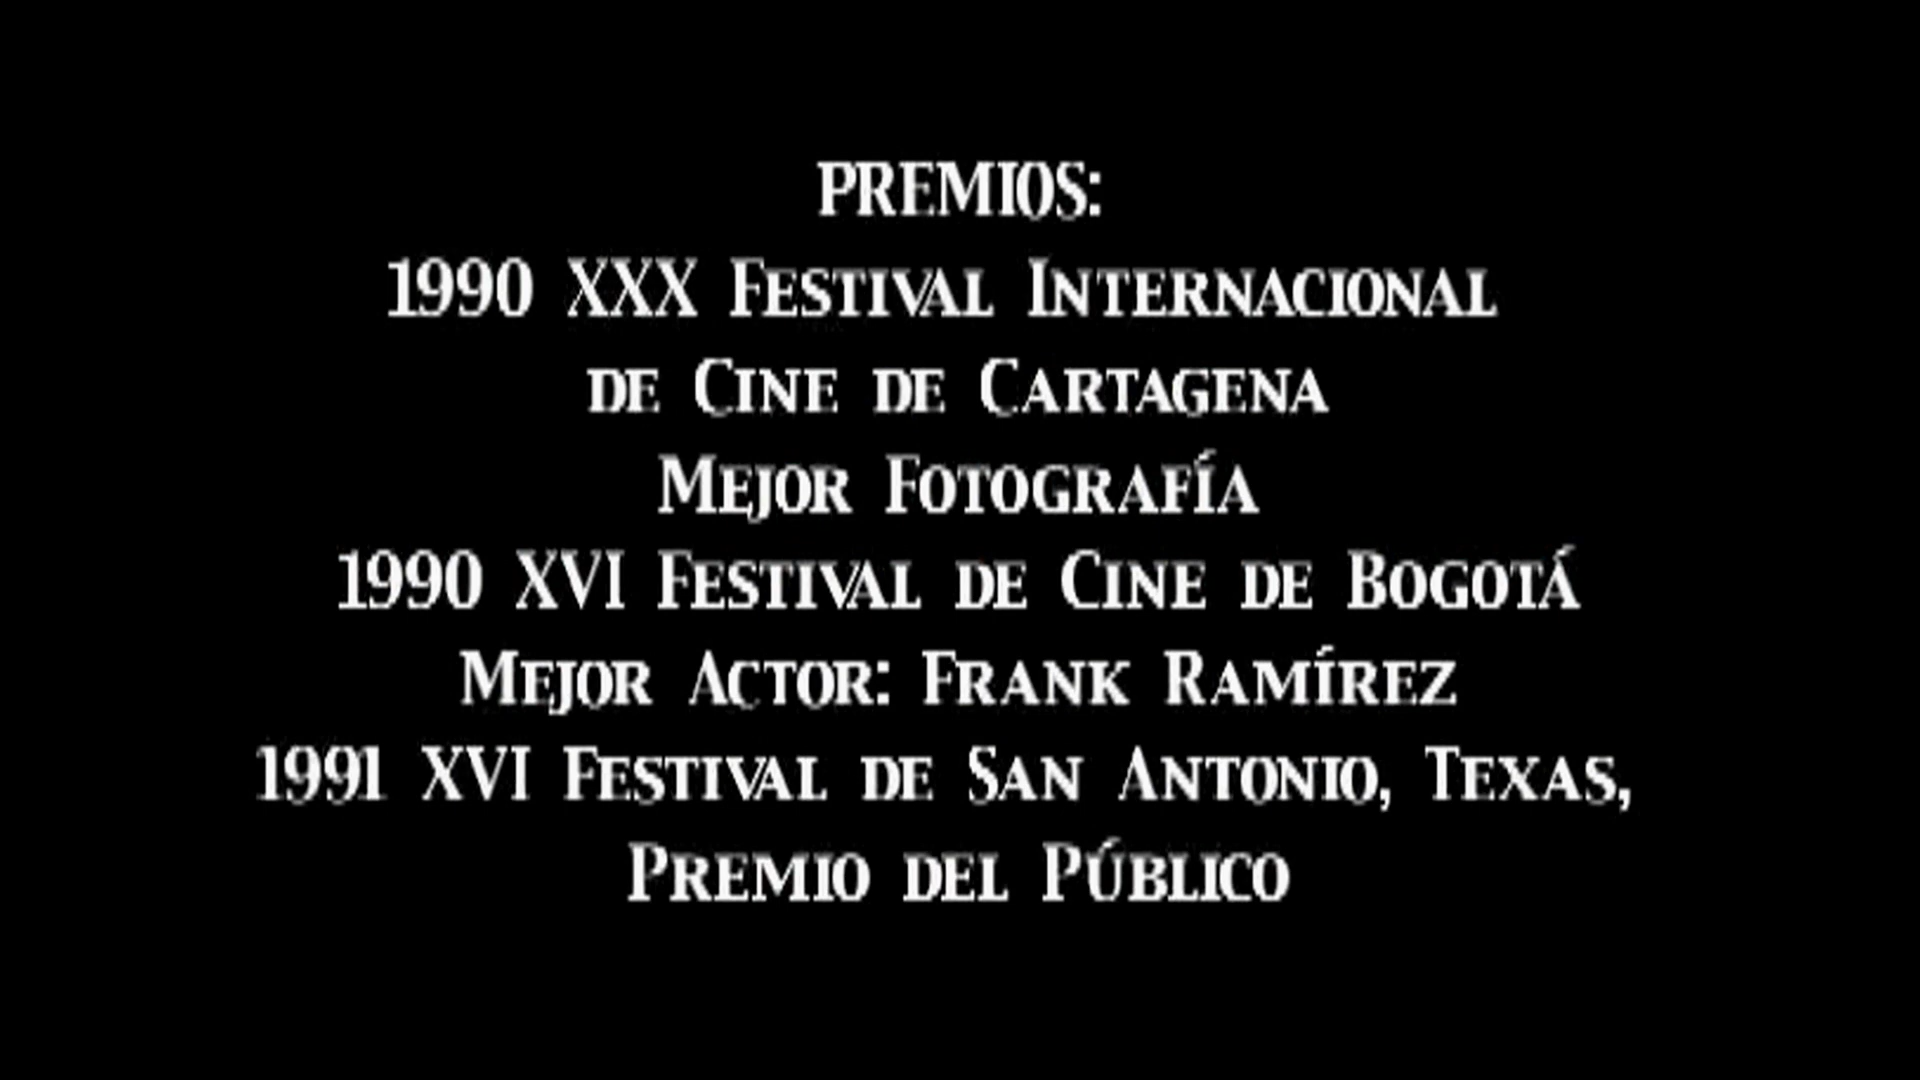 PREMIOS:
1990 XXX Festival Internacional
de Cine de Cartagena
Mejor Fotografía
1990 XVI Festival de Cine de Bogotá
Mejor Actor: Frank Ramírez
1991 XVI Festival de San Antonio, Texas,
Premio del Público